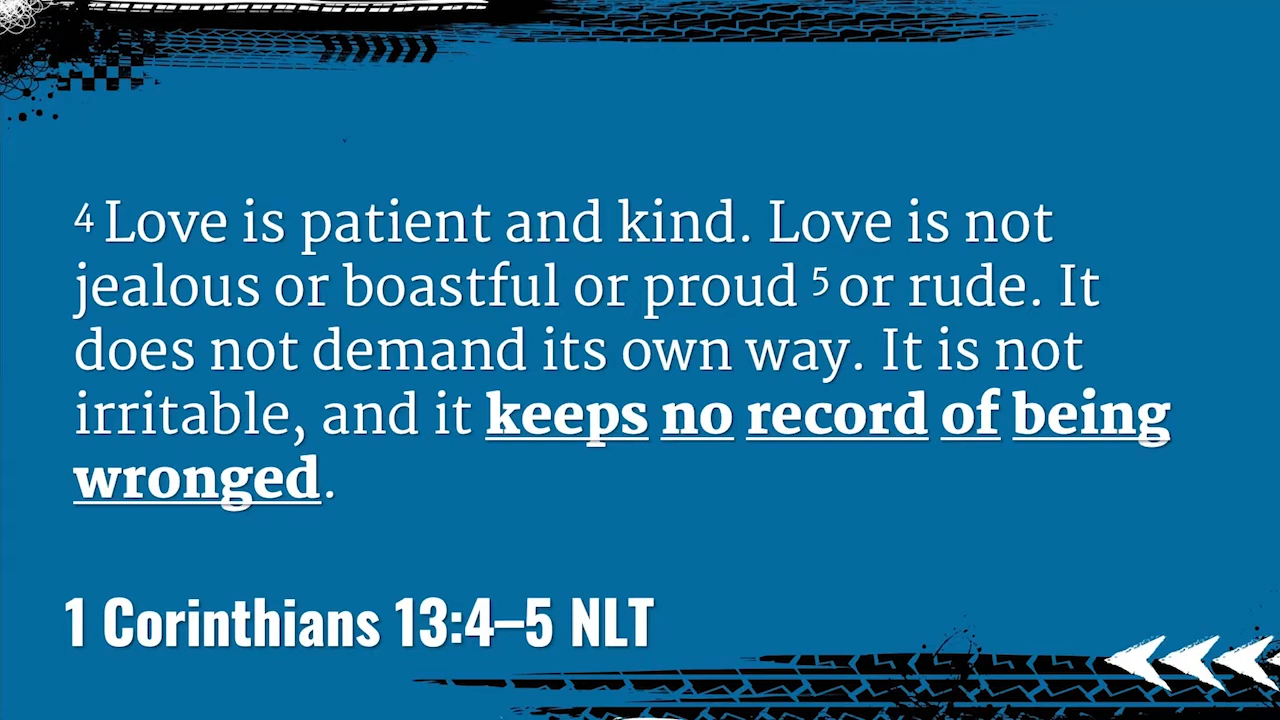 4 Love is patient and kind. Love is not
jealous or boastful or proud 5 or rude. It
does not demand its own way. It is not
irritable, and it keeps no record of being
wronged.
1 Corinthians 13:4–5 NLT